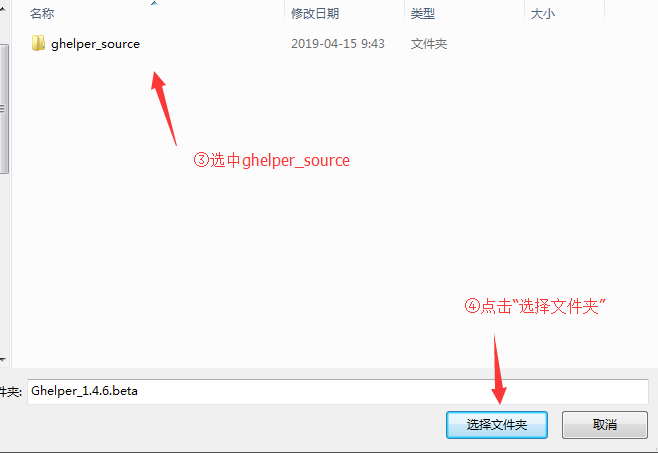 名称 修改日期 类型 大小
ghelper_source 2019-04-15 9:43 文件夹
③选中ghelper_source
④点击“选择文件夹”
件夹: Ghelper_1.4.6.beta
选择文件夹 取消